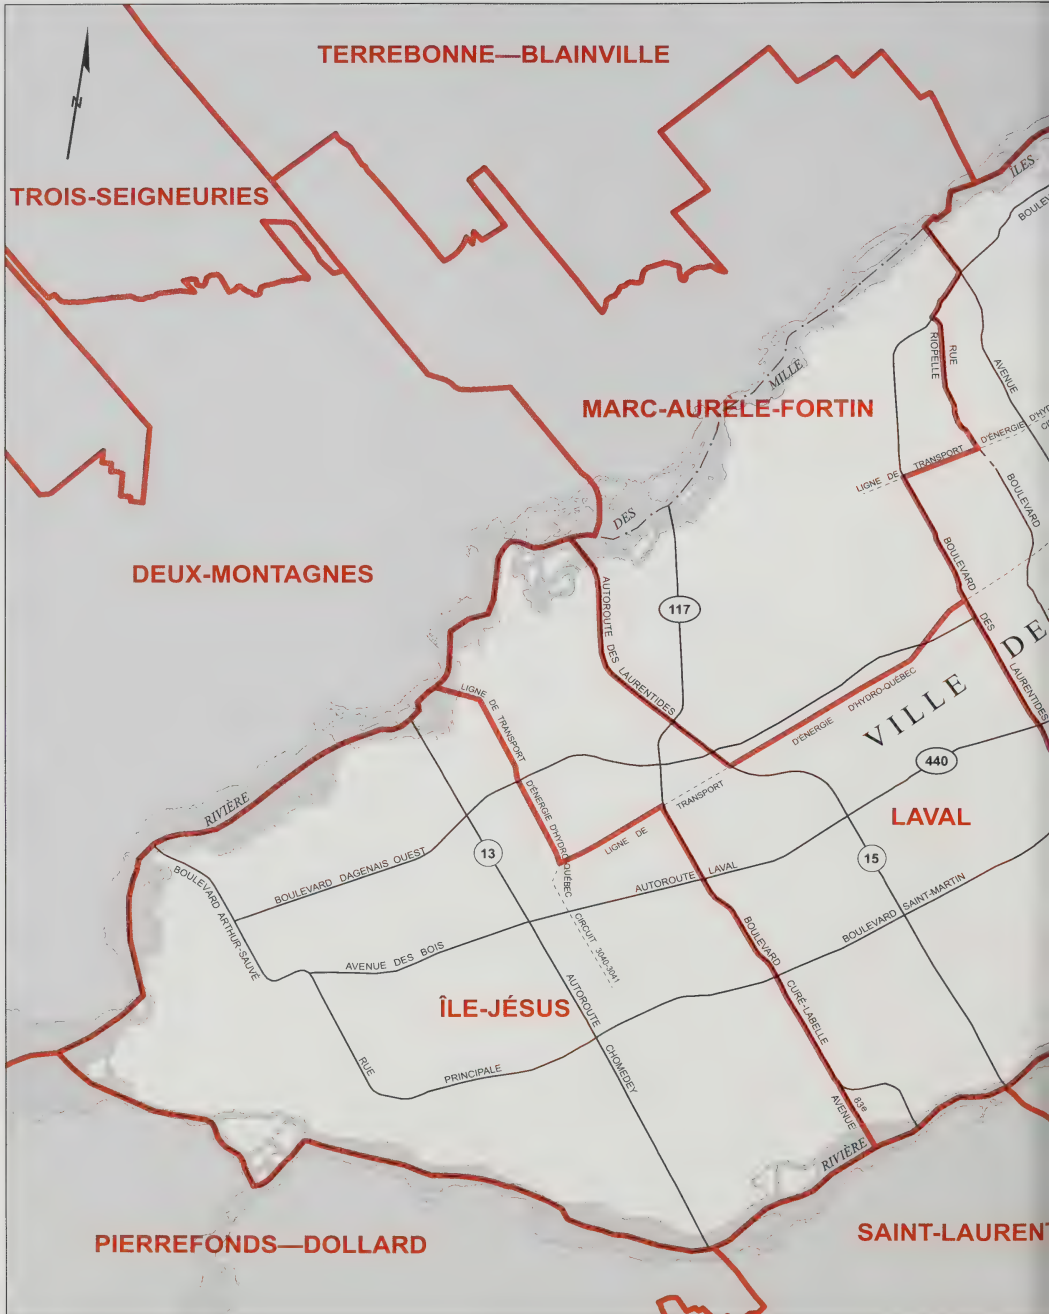 TERREBONNE—BLAINVILLE
N
ÎLES
TROIS-SEIGNEURIES
RUE
RIOPELLE
AVENUE
MILLE
MARC-AURÈLE-FORTIN
D'ÉNERGIE
LIGNE DE TRANSPORT
BOULEVARD
DES
DEUX-MONTAGNES
BOULEVARD
DES
LAURENTIDES
117
AUTOROUTE DES LAURENTIDES
VILLE DE
LIGNE DE TRANSPORT
D'ÉNERGIE D'HYDRO-QUÉBEC
D'ÉNERGIE D'HYDRO-QUÉBEC
440
LIGNE DE TRANSPORT
RIVIÈRE
LAVAL
13
15
BOULEVARD DAGENAIS OUEST
AUTOROUTE LAVAL
BOULEVARD ARTHUR-SAUVÉ
BOULEVARD SAINT-MARTIN
CIRCUIT 3040-3041
AVENUE DES BOIS
BOULEVARD
CURÉ-LABELLE
ÎLE-JÉSUS
AUTOROUTE
CHOMEDEY
RUE
PRINCIPALE
83e
AVENUE
RIVIÈRE
PIERREFONDS—DOLLARD
SAINT-LAURENT